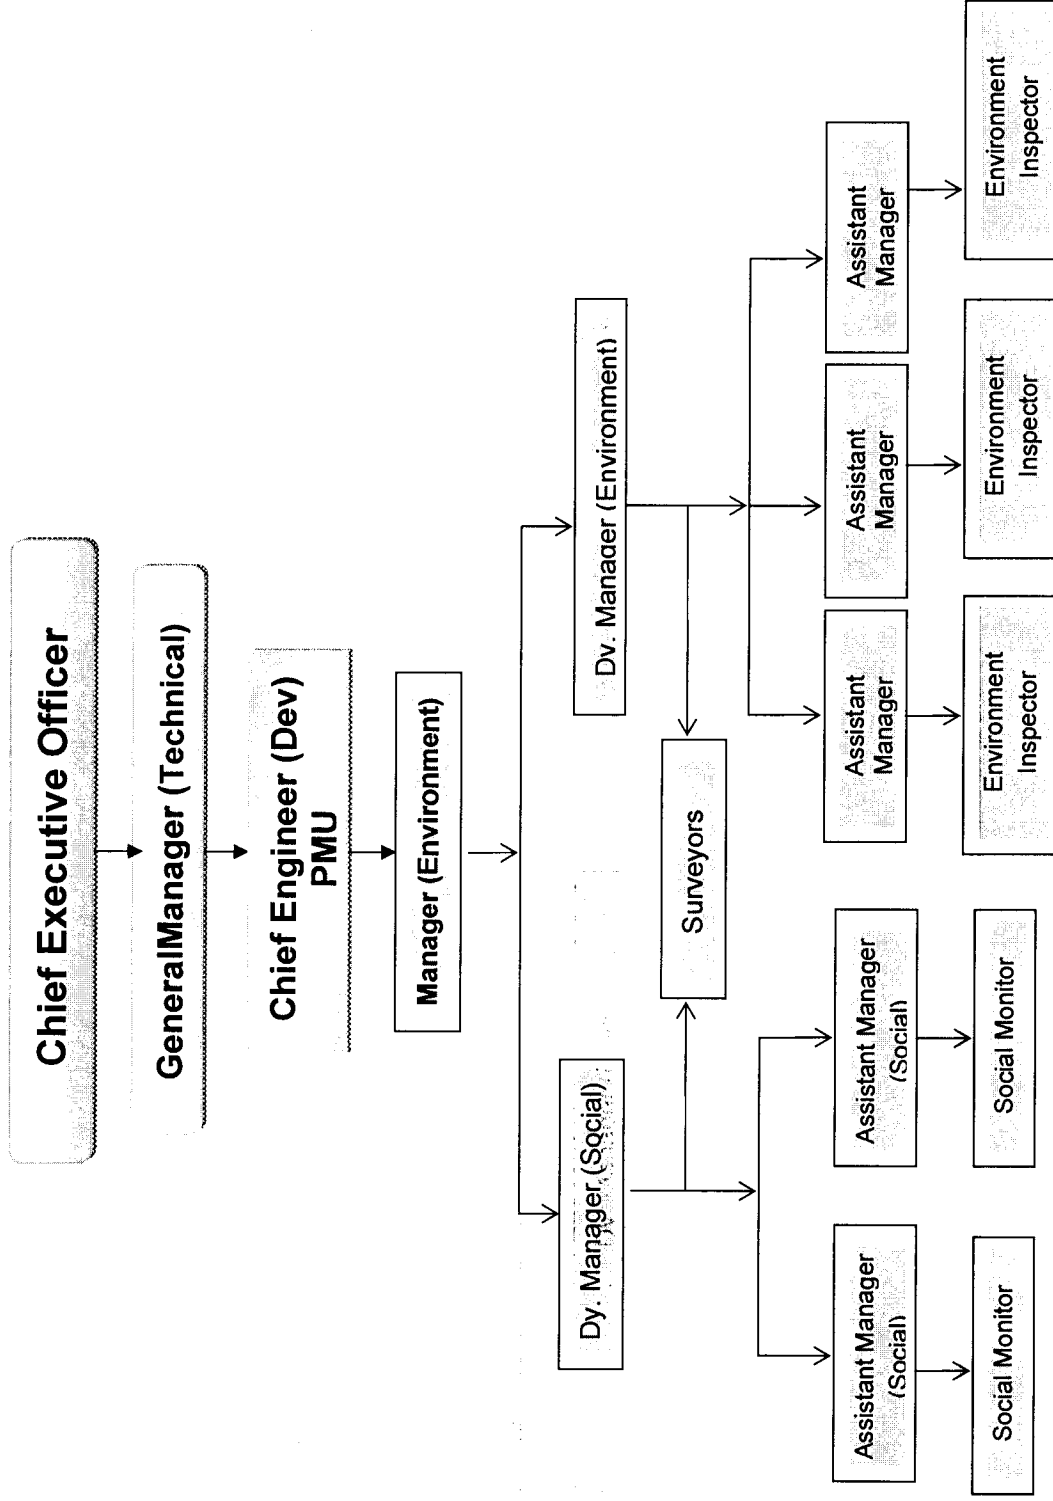 Chief Executive Officer
GeneralManager (Technical)
Chief Engineer (Dev)
PMU
Manager (Environment)
Dy. Manager (Social)
Dv. Manager (Environment)
Surveyors
Assistant Manager
(Social)
Assistant Manager
(Social)
Assistant
Manager
Assistant
Manager
Assistant
Manager
Social Monitor
Social Monitor
Environment
Inspector
Environment
Inspector
Environment
Inspector